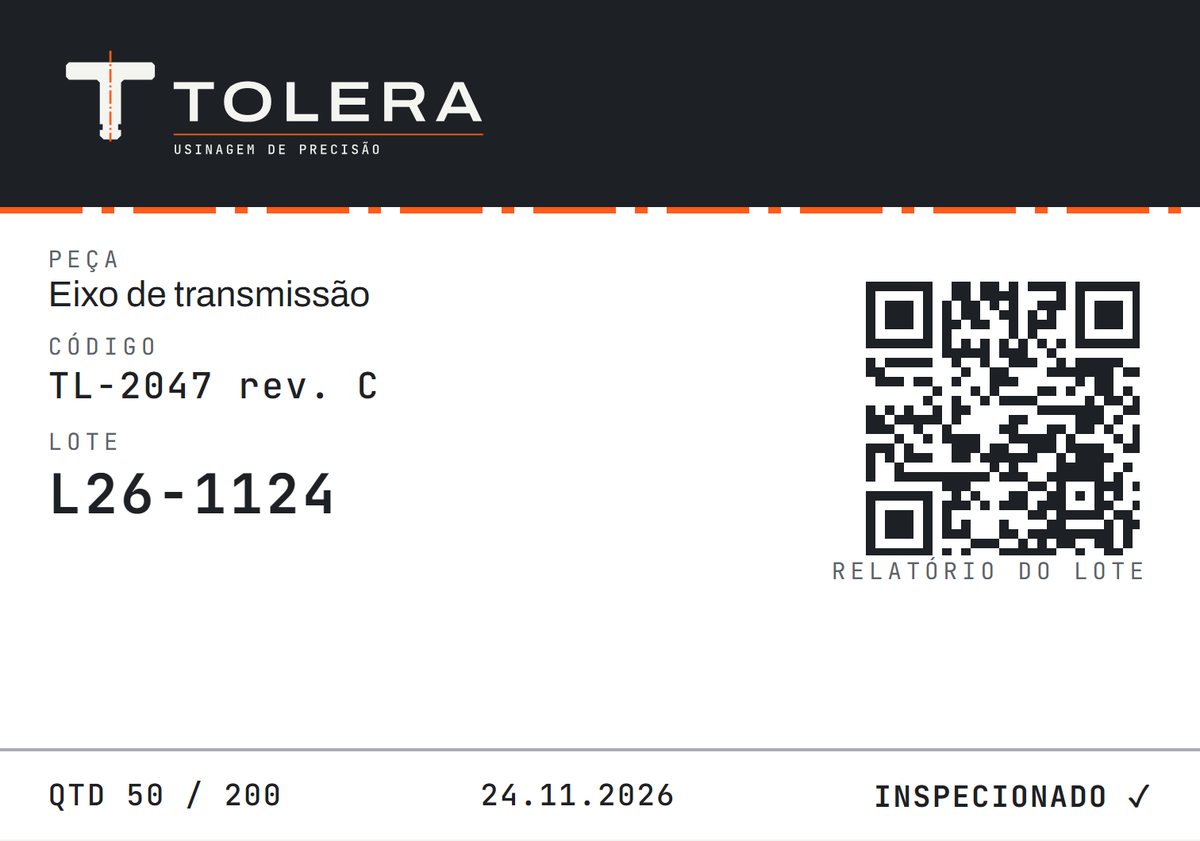 TOLERA
USINAGEM DE PRECISÃO
PEÇA
Eixo de transmissão
CÓDIGO
TL-2047 rev. C
LOTE
L26-1124
RELATÓRIO DO LOTE
QTD 50 / 200
24.11.2026
INSPECIONADO ✓